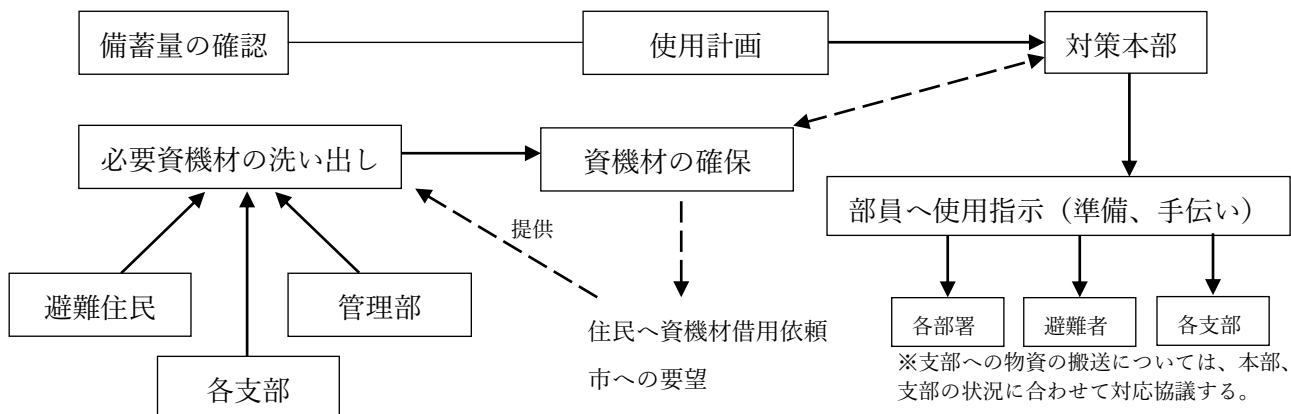 備蓄量の確認
使用計画
対策本部
必要資機材の洗い出し
資機材の確保
部員へ使用指示（準備、手伝い）
提供
避難住民
管理部
各支部
住民へ資機材借用依頼
市への要望
各部署
避難者
各支部
※支部への物資の搬送については、本部、
支部の状況に合わせて対応協議する。